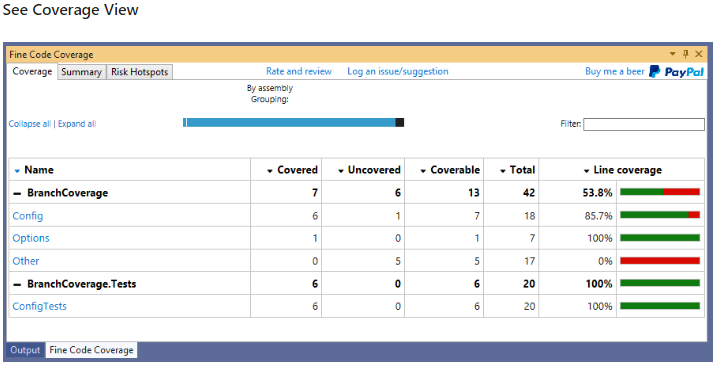 See Coverage View
Fine Code Coverage
Coverage Summary Risk Hotspots Rate and review Log an issue/suggestion Buy me a beer PayPal
By assembly
Grouping:
Collapse all | Expand all Filter:
Name Covered Uncovered Coverable Total Line coverage
BranchCoverage 7 6 13 42 53.8%
Config 6 1 7 18 85.7%
Options 1 0 1 7 100%
Other 0 5 5 17 0%
BranchCoverage.Tests 6 0 6 20 100%
ConfigTests 6 0 6 20 100%
Output Fine Code Coverage